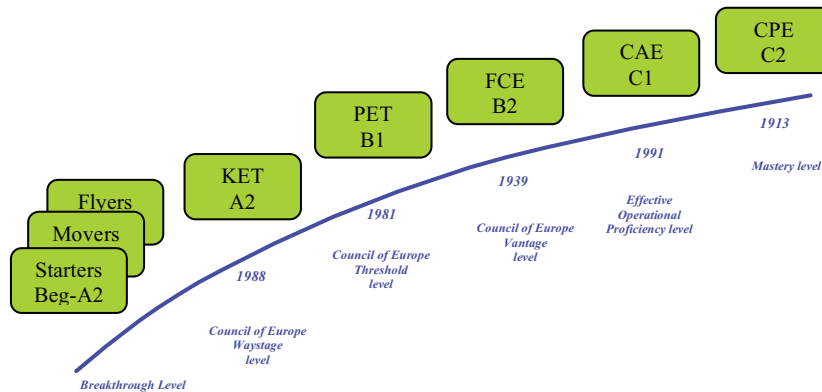 CPE
C2
CAE
C1
FCE
B2
PET
B1
KET
A2
Flyers
Movers
Starters
Beg-A2
1913
Mastery level
1991
Effective
Operational
Proficiency level
1939
Council of Europe
Vantage
level
1981
Council of Europe
Threshold
level
1988
Council of Europe
Waystage
level
Breakthrough Level